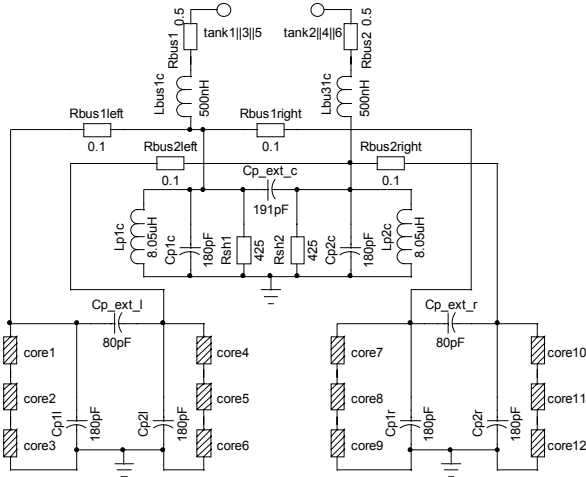 0.5
Rbus1
tank1||3||5
tank2||4||6
0.5
Rbus2
Lbus1c
500nH
Lbu31c
500nH
Rbus1left
0.1
Rbus1right
0.1
Rbus2left
0.1
Rbus2right
0.1
Cp_ext_c
191pF
Lp1c
8.05uH
Cp1c
180pF
Rsh1
425
Rsh2
425
Cp2c
180pF
Lp2c
8.05uH
Cp_ext_l
80pF
Cp_ext_r
80pF
core1
core2
core3
Cp1l
180pF
Cp2l
180pF
core4
core5
core6
core7
core8
core9
Cp1r
180pF
Cp2r
180pF
core10
core11
core12